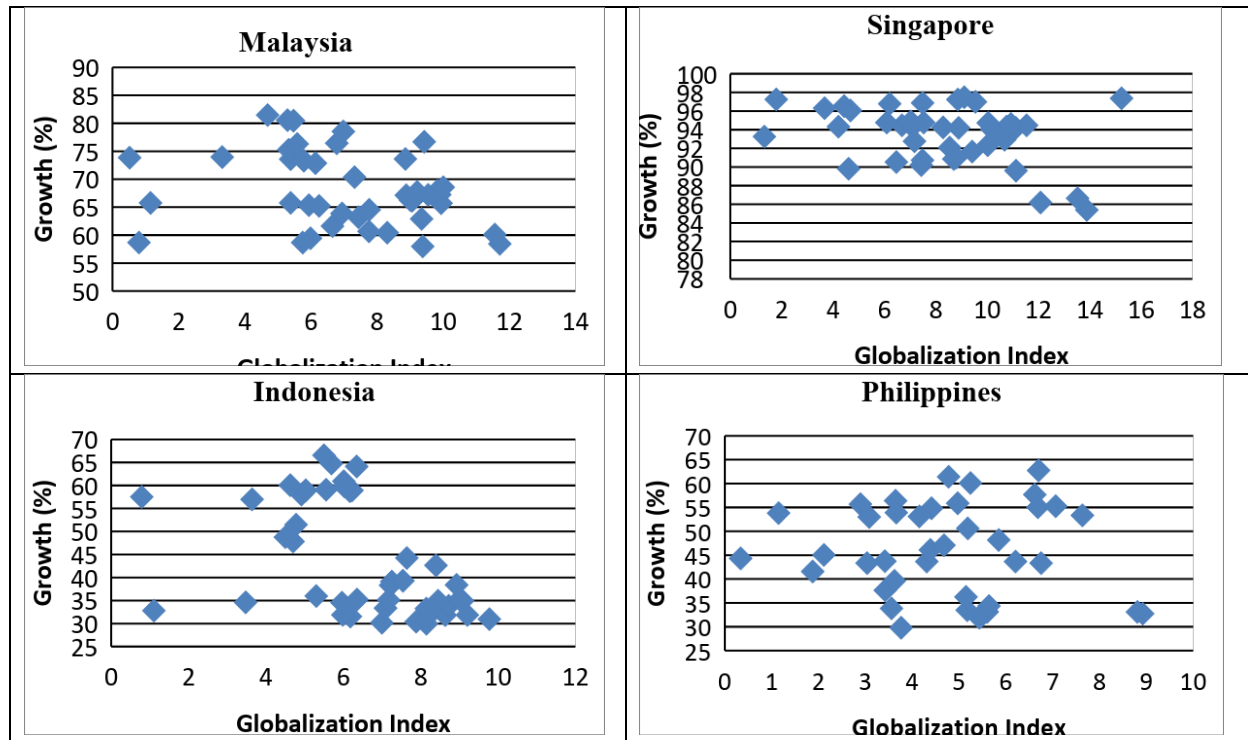 Malaysia
Growth (%)
90
85
80
75
70
65
60
55
50
0 2 4 6 8 10 12 14
Globalization Index
Singapore
Growth (%)
100
98
96
94
92
90
88
86
84
82
80
78
0 2 4 6 8 10 12 14 16 18
Globalization Index
Indonesia
Growth (%)
70
65
60
55
50
45
40
35
30
25
0 2 4 6 8 10 12
Globalization Index
Philippines
Growth (%)
70
65
60
55
50
45
40
35
30
25
0 1 2 3 4 5 6 7 8 9 10
Globalization Index